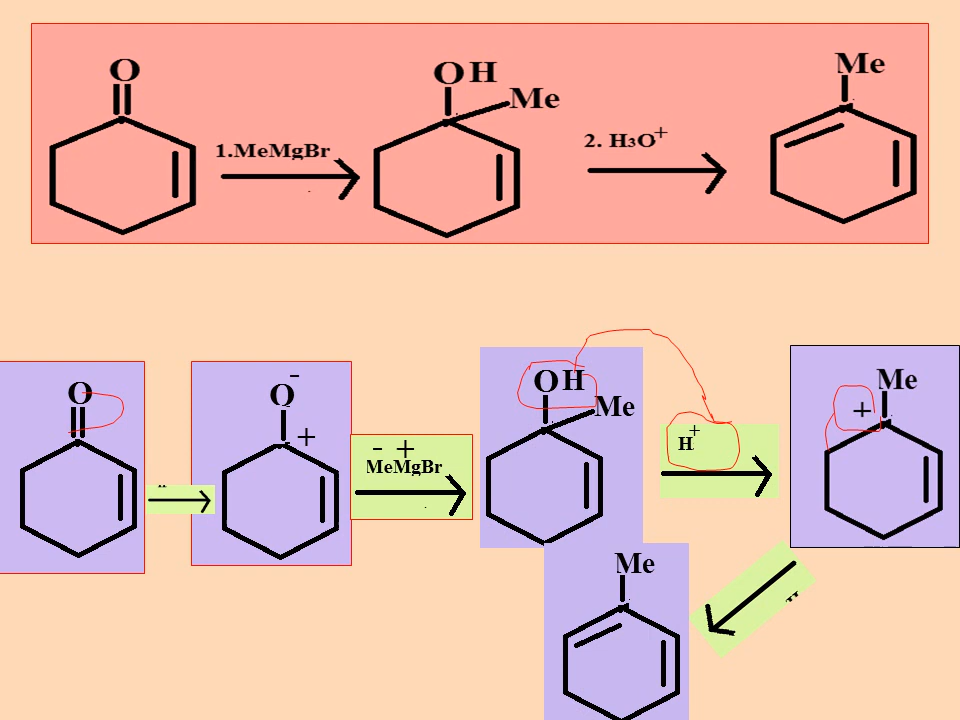 O
OH
Me
Me
1.MeMgBr
2. H3O+
O
O-
+
- +
MeMgBr
OH
Me
H+
Me
+
Me